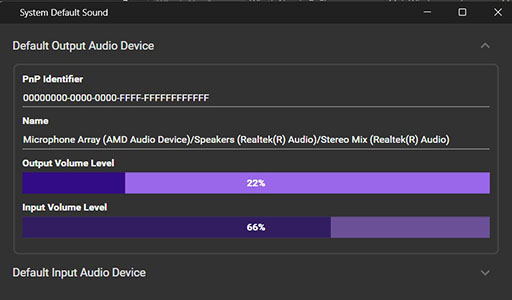 System Default Sound
Default Output Audio Device
PnP Identifier
00000000-0000-0000-FFFF-FFFFFFFFFFFF
Name
Microphone Array (AMD Audio Device)/Speakers (Realtek(R) Audio)/Stereo Mix (Realtek(R) Audio)
Output Volume Level
22%
Input Volume Level
66%
Default Input Audio Device